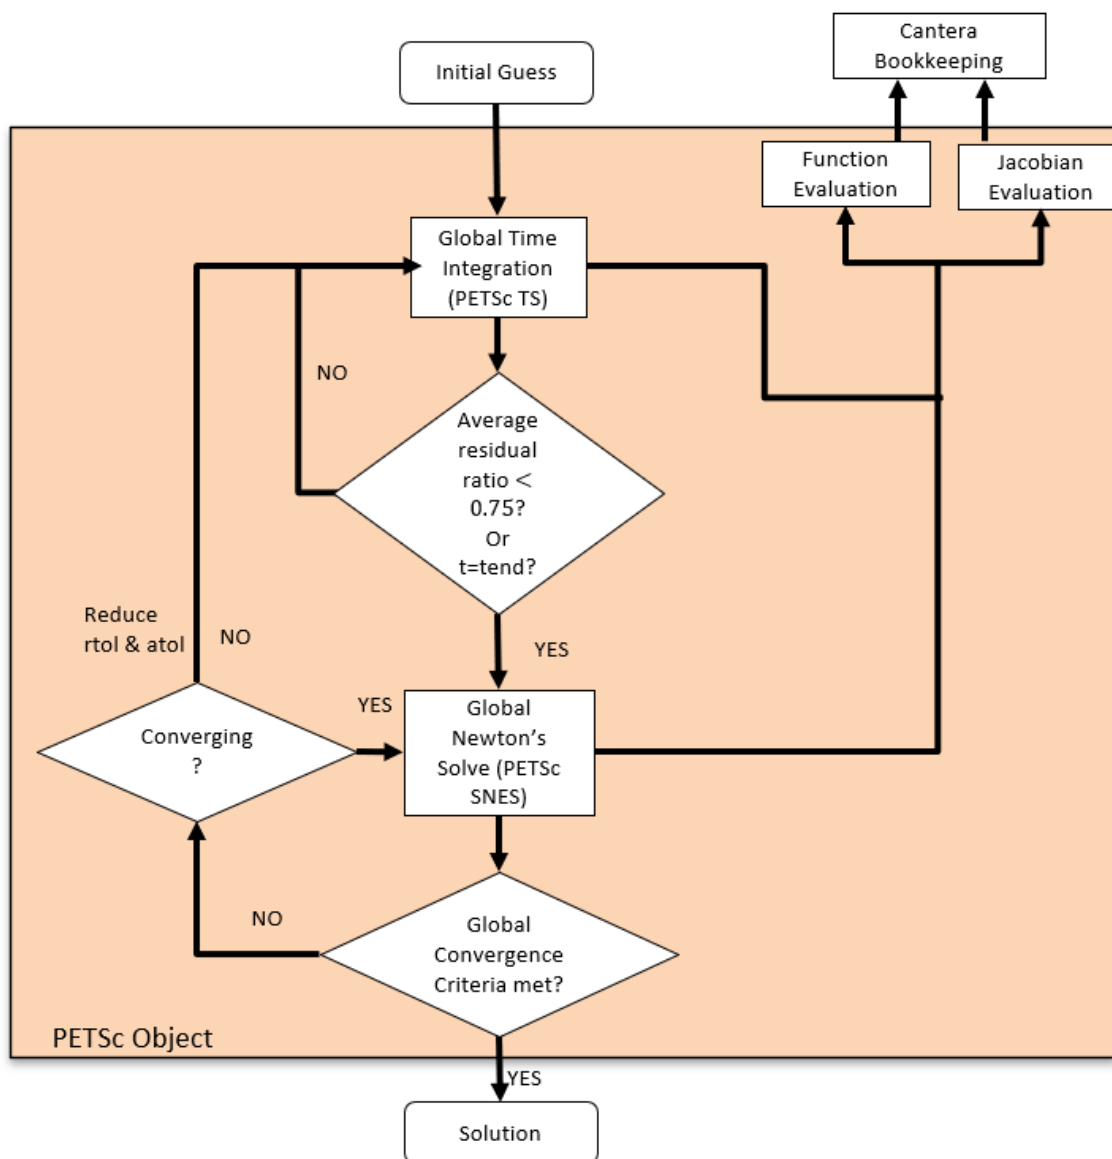 Cantera
Bookkeeping
Initial Guess
Function
Evaluation
Jacobian
Evaluation
Global Time
Integration
(PETSc TS)
NO
Average
residual
ratio <
0.75?
Or
t=tend?
Reduce
rtol & atol
NO
YES
YES
Converging
?
Global
Newton’s
Solve (PETSc
SNES)
NO
Global
Convergence
Criteria met?
PETSc Object
YES
Solution